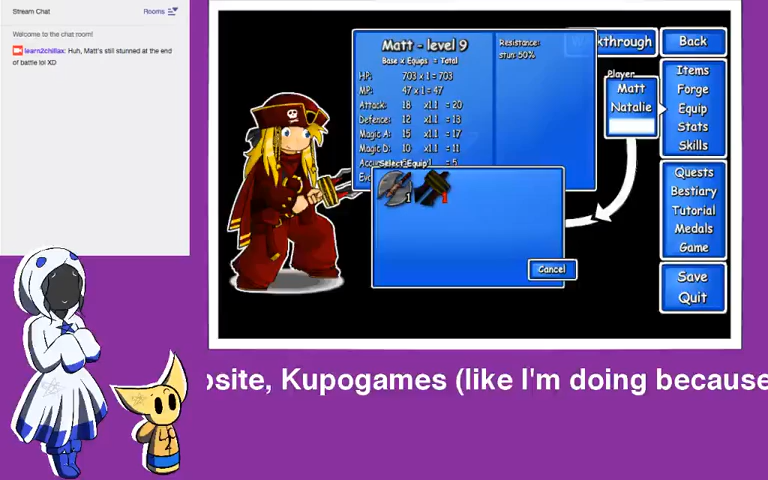 Stream Chat
Rooms
Welcome to the chat room!
learn2chillax: Huh, Matt's still stunned at the end
of battle lol XD
Matt - level 9
Base x Equips = Total
HP: 703 x 1 = 703
MP: 47 x 1 = 47
Attack: 18 x1.1 = 20
Defence: 12 x1.1 = 13
Magic A: 15 x1.1 = 17
Magic D: 10 x1.1 = 11
= 5
Resistance:
stun: 50%
kthrough
Back
Player
Matt
Natalie
Items
Forge
Equip
Stats
Skills
Quests
Bestiary
Tutorial
Medals
Game
Save
Quit
Select Equip
1
1
Cancel
osite, Kupogames (like I'm doing because